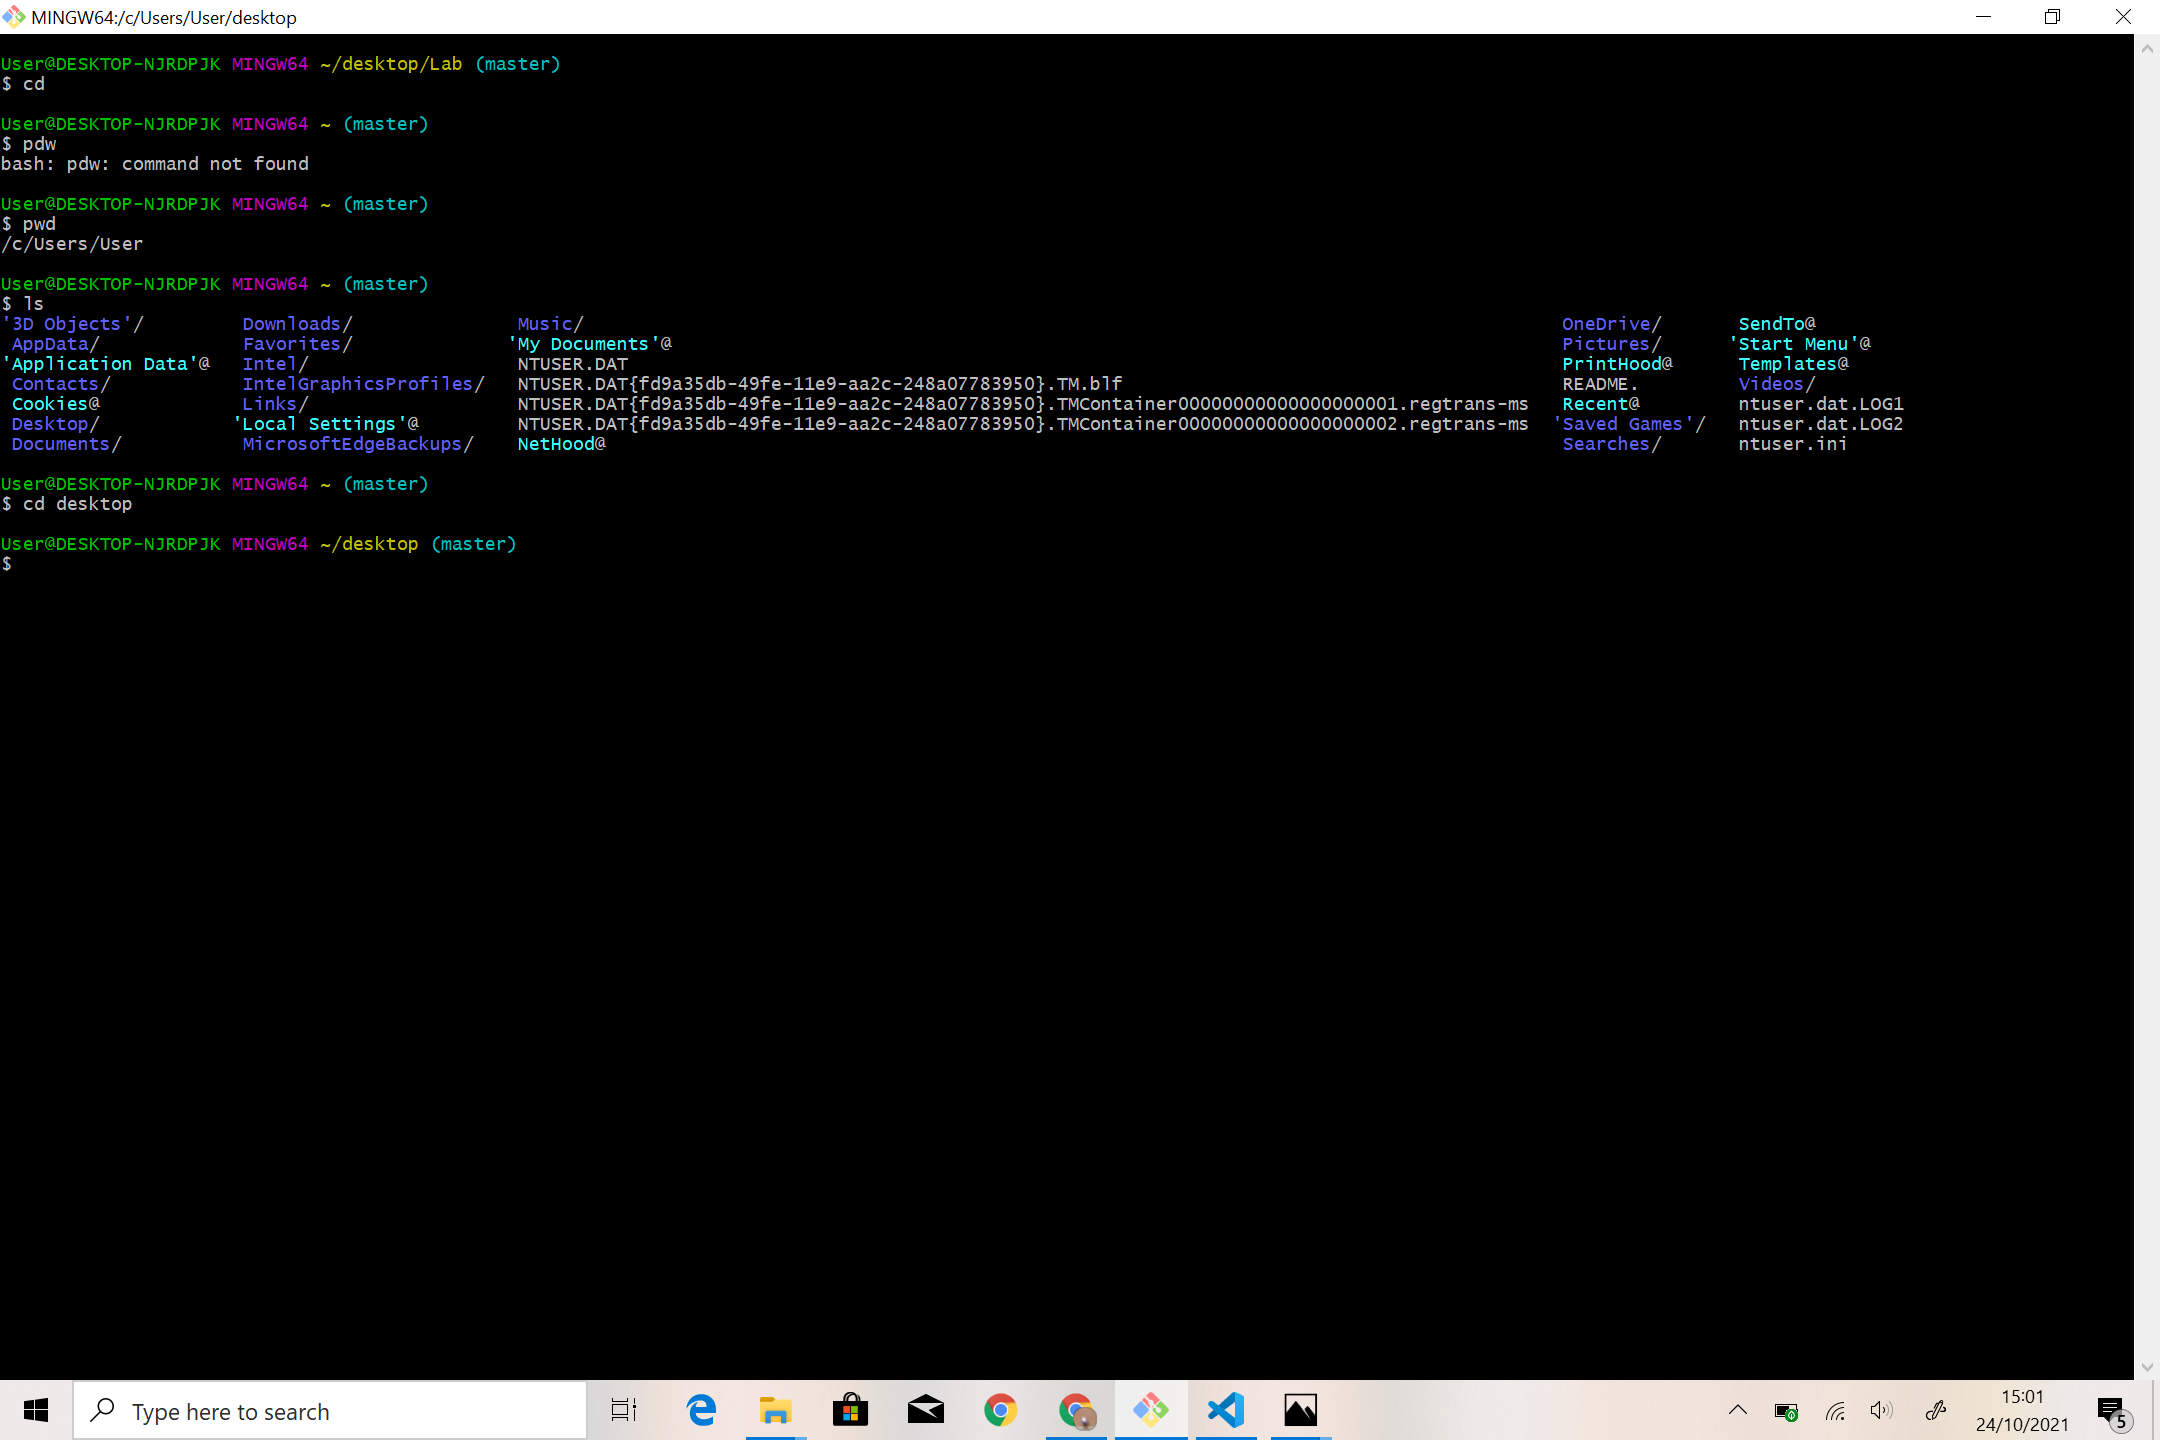 MINGW64:/c/Users/User/desktop
User@DESKTOP-NJRDPJK MINGW64 ~/desktop/Lab (master)
$ cd
User@DESKTOP-NJRDPJK MINGW64 ~ (master)
$ pdw
bash: pdw: command not found
User@DESKTOP-NJRDPJK MINGW64 ~ (master)
$ pwd
/c/Users/User
User@DESKTOP-NJRDPJK MINGW64 ~ (master)
$ ls
'3D Objects'/ Downloads/ Music/ OneDrive/ SendTo@
AppData/ Favorites/ 'My Documents'@ Pictures/ 'Start Menu'@
'Application Data'@ Intel/ NTUSER.DAT PrintHood@ Templates@
Contacts/ IntelGraphicsProfiles/ NTUSER.DAT{fd9a35db-49fe-11e9-aa2c-248a07783950}.TM.blf README. Videos/
Cookies@ Links/ NTUSER.DAT{fd9a35db-49fe-11e9-aa2c-248a07783950}.TMContainer00000000000000000001.regtrans-ms Recent@ ntuser.dat.LOG1
Desktop/ 'Local Settings'@ NTUSER.DAT{fd9a35db-49fe-11e9-aa2c-248a07783950}.TMContainer00000000000000000002.regtrans-ms 'Saved Games'/ ntuser.dat.LOG2
Documents/ MicrosoftEdgeBackups/ NetHood@ Searches/ ntuser.ini
User@DESKTOP-NJRDPJK MINGW64 ~ (master)
$ cd desktop
User@DESKTOP-NJRDPJK MINGW64 ~/desktop (master)
$
Type here to search
15:01
24/10/2021
5